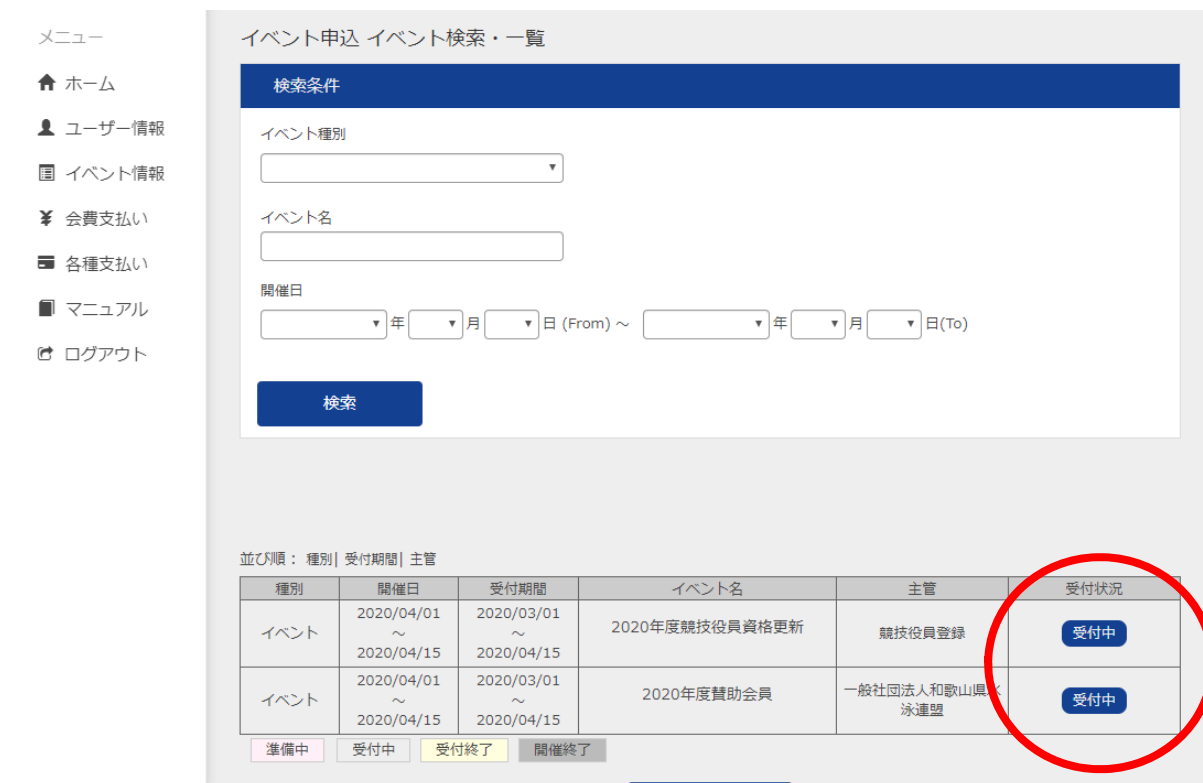 メニュー
ホーム
ユーザー情報
イベント情報
会費支払い
各種支払い
マニュアル
ログアウト
イベント申込 イベント検索・一覧
検索条件
イベント種別
イベント名
開催日
年 月 日 (From) ～ 年 月 日(To)
検索
並び順： 種別| 受付期間| 主管
種別 開催日 受付期間 イベント名 主管 受付状況
イベント 2020/04/01 ～ 2020/04/15 2020/03/01 ～ 2020/04/15 2020年度競技役員資格更新 競技役員登録 受付中
イベント 2020/04/01 ～ 2020/04/15 2020/03/01 ～ 2020/04/15 2020年度賛助会員 一般社団法人和歌山県水泳連盟 受付中
準備中 受付中 受付終了 開催終了